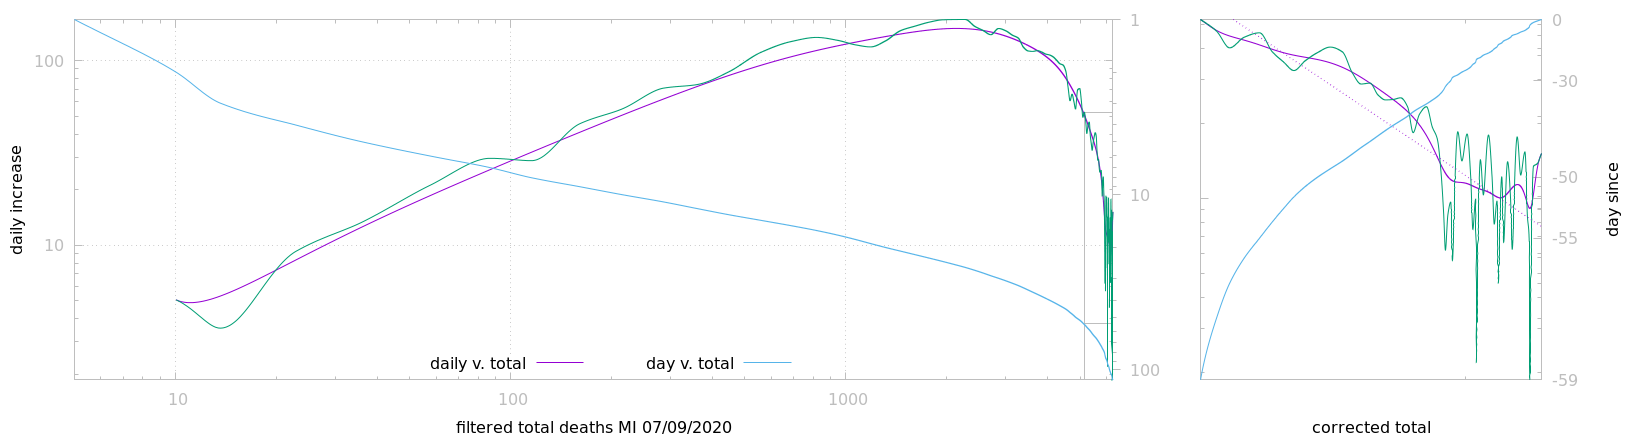 daily increase
100
10
10
100
1000
1
10
100
daily v. total
day v. total
filtered total deaths MI 07/09/2020
0
-30
-50
-55
-59
day since
corrected total